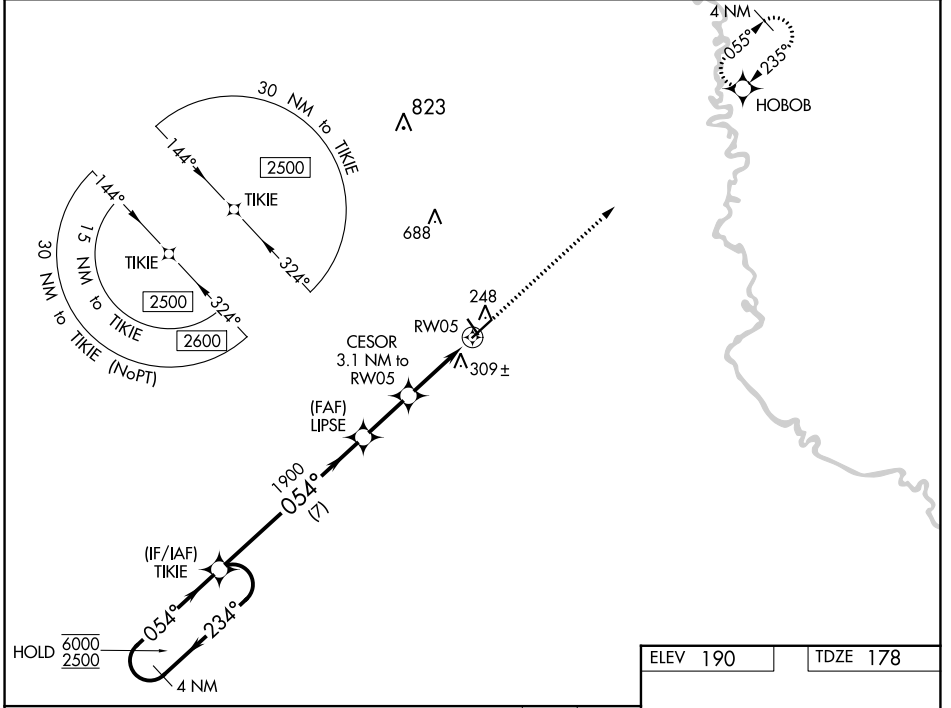 4 NM
055°
235°
HOBOB
30 NM to TIKIE
144°
2500
TIKIE
324°
823
688
144°
15 NM to TIKIE
TIKIE
2500
324°
2600
30 NM to TIKIE (NoPT)
248
RW05
309±
CESOR
3.1 NM to
RW05
(FAF)
LIPSE
1900
054°
(7)
(IF/IAF)
TIKIE
054°
234°
HOLD 6000
2500
4 NM
ELEV 190
TDZE 178